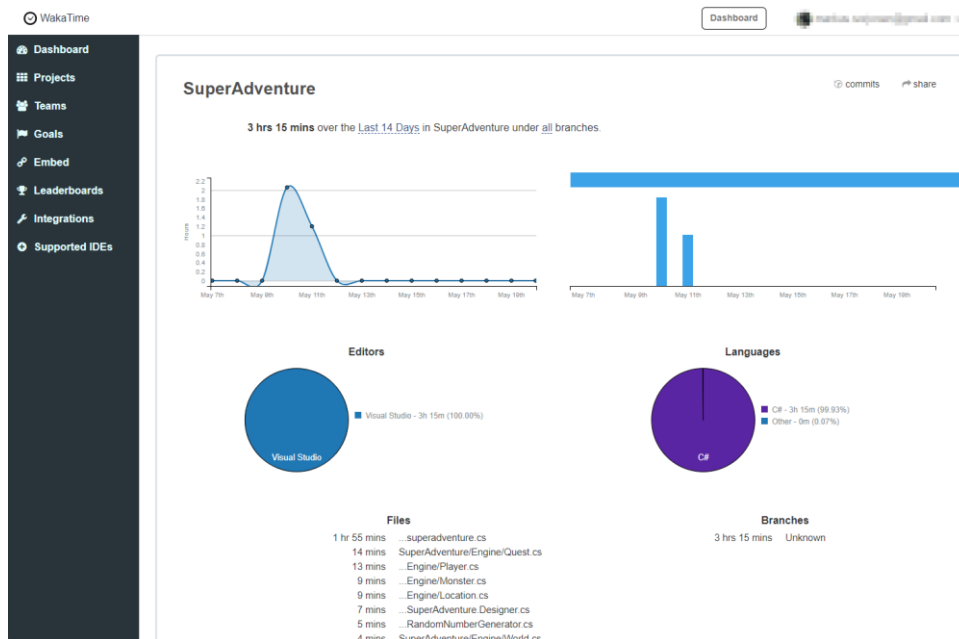 WakaTime
Dashboard
Dashboard
Projects
Teams
Goals
Embed
Leaderboards
Integrations
Supported IDEs
SuperAdventure
commits
share
3 hrs 15 mins over the Last 14 Days in SuperAdventure under all branches.
hours
2.2
2
1.8
1.6
1.4
1.2
1
0.8
0.6
0.4
0.2
0
May 7th May 9th May 11th May 13th May 15th May 17th May 19th
May 7th May 9th May 11th May 13th May 15th May 17th May 19th
Editors
Visual Studio - 3h 15m (100.00%)
Visual Studio
Languages
C# - 3h 15m (99.93%)
Other - 0m (0.07%)
C#
Files
1 hr 55 mins ...superadventure.cs
14 mins SuperAdventure/Engine/Quest.cs
13 mins ...Engine/Player.cs
9 mins ...Engine/Monster.cs
9 mins ...Engine/Location.cs
7 mins ...SuperAdventure.Designer.cs
5 mins ...RandomNumberGenerator.cs
4 mins SuperAdventure/Engine/World.cs
Branches
3 hrs 15 mins Unknown